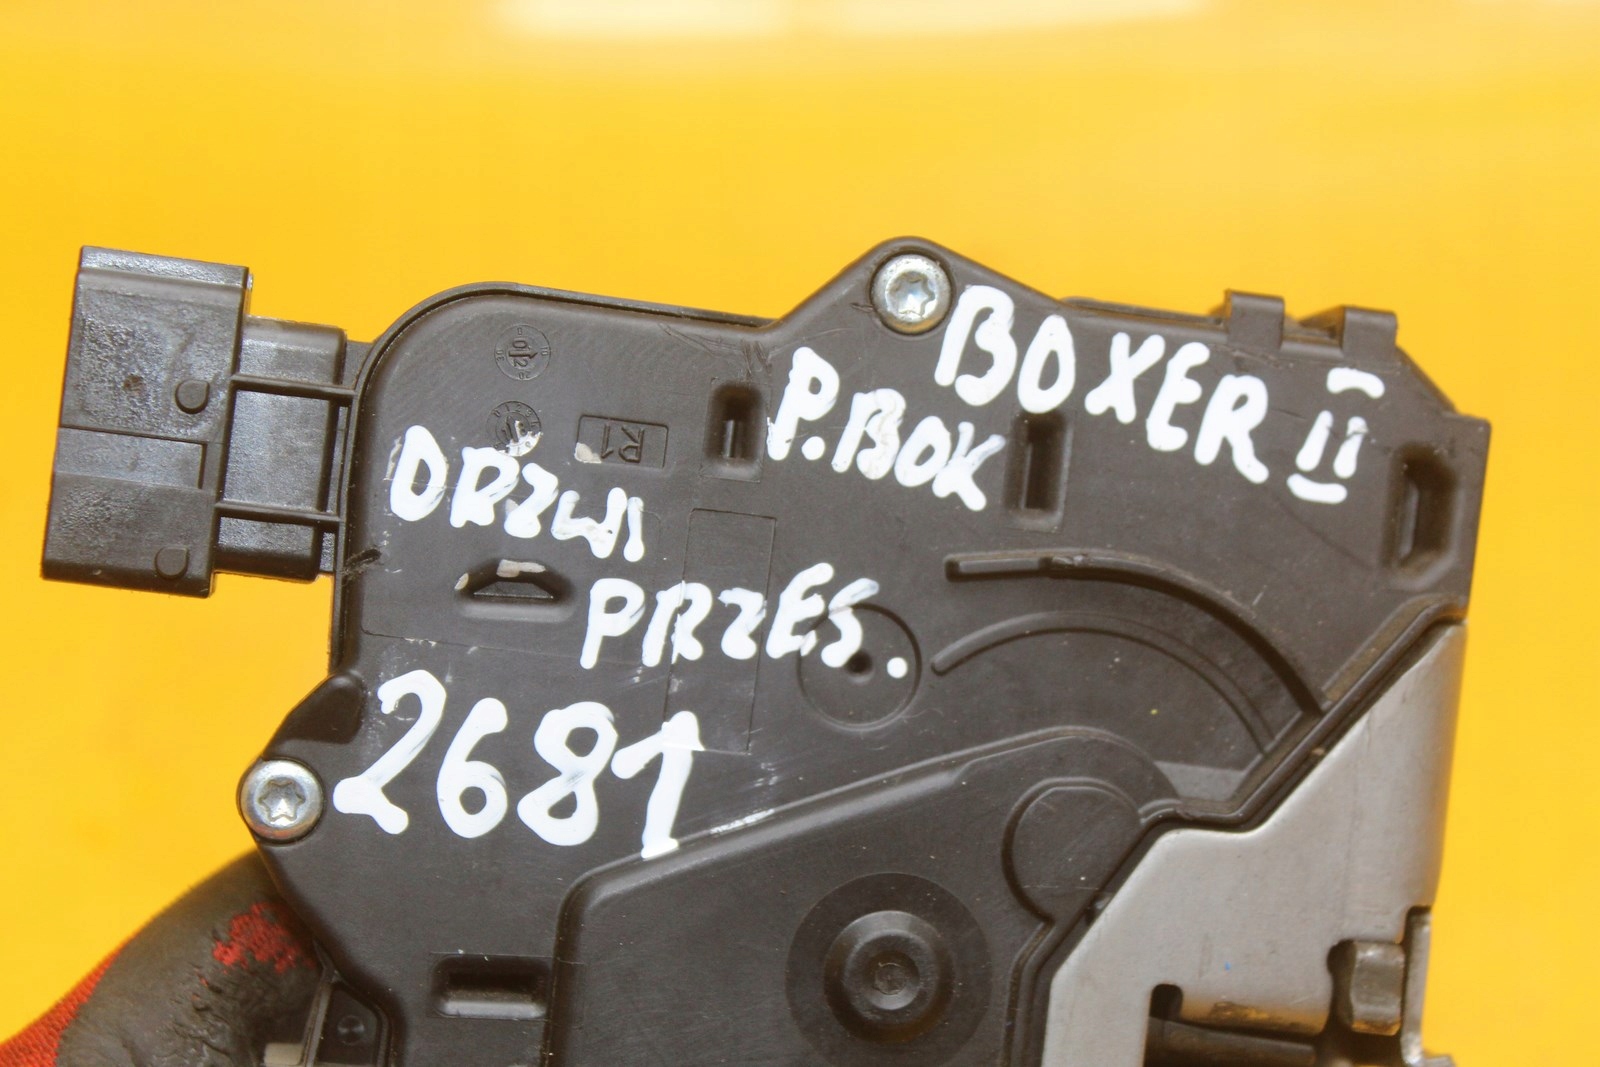 BOXER II
P.BOK
DRZWI
PRZES.
2681
R1